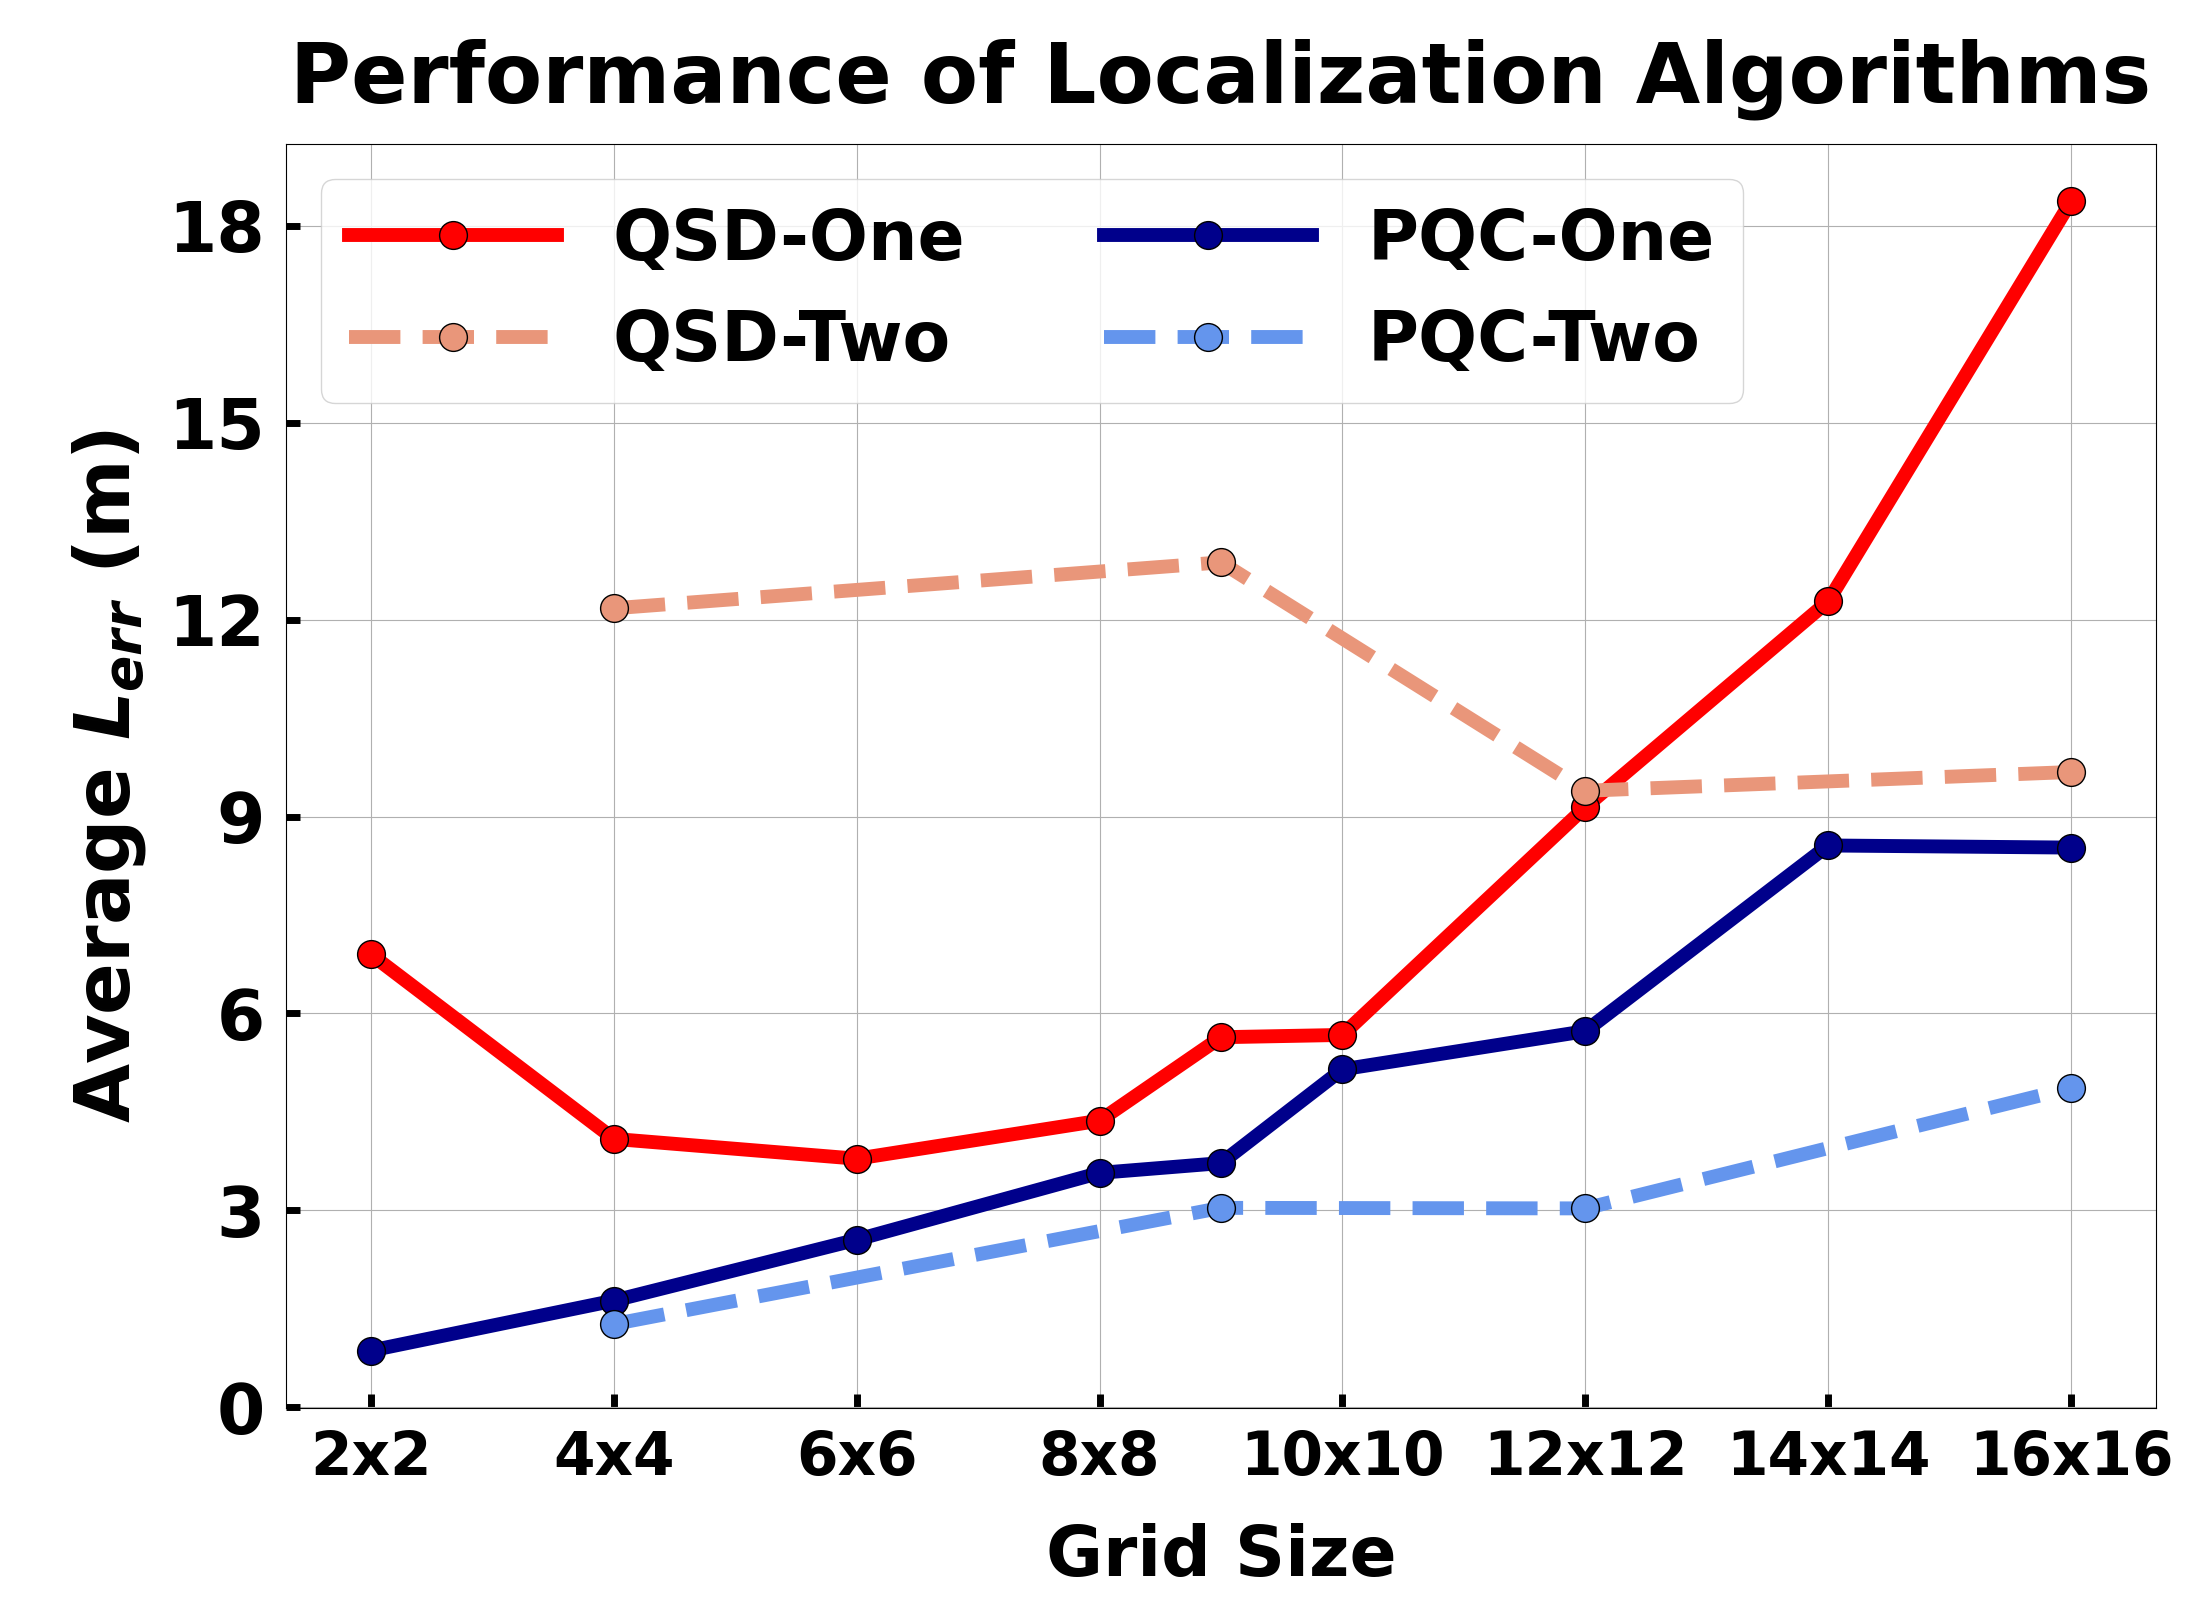 Performance of Localization Algorithms
QSD-One
PQC-One
QSD-Two
PQC-Two
Average L_err (m)
18
15
12
9
6
3
0
2x2 4x4 6x6 8x8 10x10 12x12 14x14 16x16
Grid Size